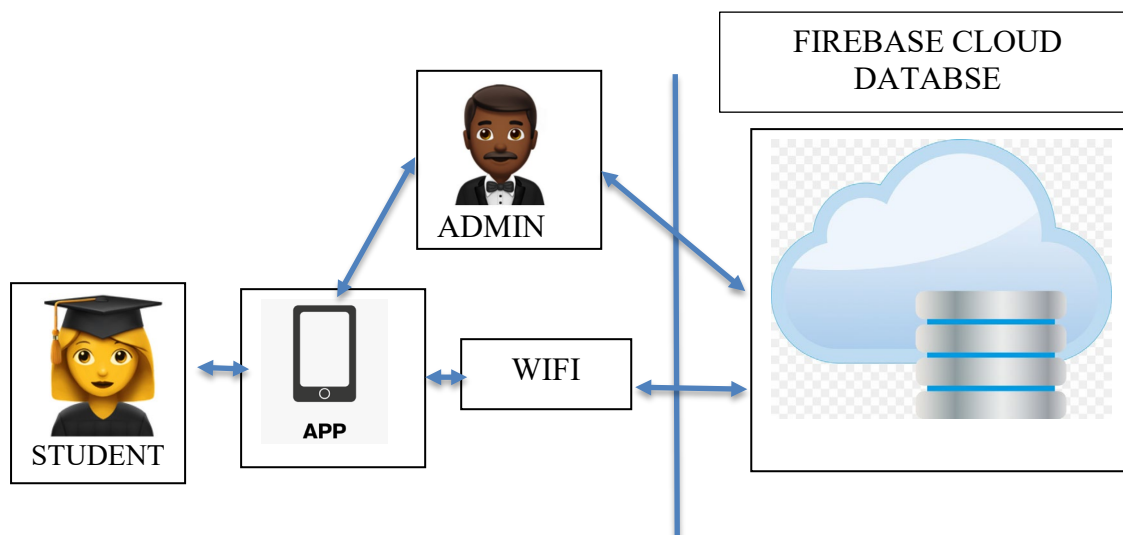 FIREBASE CLOUD
DATABSE
ADMIN
WIFI
APP
STUDENT